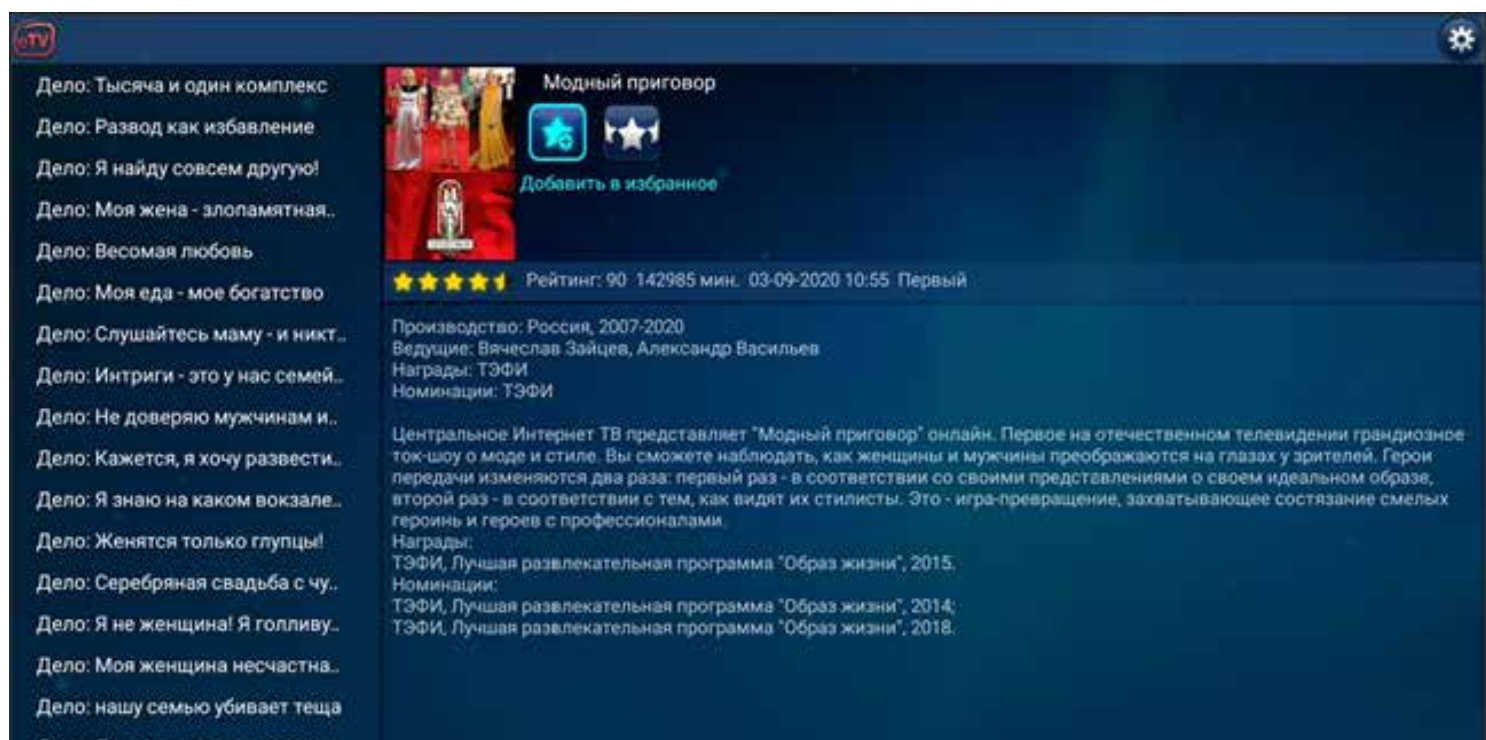 eTV
Дело: Тысяча и один комплекс
Дело: Развод как избавление
Дело: Я найду совсем другую!
Дело: Моя жена - злопамятная..
Дело: Весомая любовь
Дело: Моя еда - мое богатство
Дело: Слушайтесь маму - и никт..
Дело: Интриги - это у нас семей..
Дело: Не доверяю мужчинам и..
Дело: Кажется, я хочу развести..
Дело: Я знаю на каком вокзале..
Дело: Женятся только глупцы!
Дело: Серебряная свадьба с чу..
Дело: Я не женщина! Я голливу..
Дело: Моя женщина несчастна..
Дело: нашу семью убивает теща
Модный приговор
Добавить в избранное
Рейтинг: 90 142985 мин. 03-09-2020 10:55 Первый
Производство: Россия, 2007-2020
Ведущие: Вячеслав Зайцев, Александр Васильев
Награды: ТЭФИ
Номинации: ТЭФИ
Центральное Интернет ТВ представляет "Модный приговор" онлайн. Первое на отечественном телевидении грандиозное
ток-шоу о моде и стиле. Вы сможете наблюдать, как женщины и мужчины преображаются на глазах у зрителей. Герои
передачи изменяются два раза: первый раз - в соответствии со своими представлениями о своем идеальном образе,
второй раз - в соответствии с тем, как видят их стилисты. Это - игра-превращение, захватывающее состязание смелых
героинь и героев с профессионалами.
Награды:
ТЭФИ, Лучшая развлекательная программа "Образ жизни", 2015.
Номинации:
ТЭФИ, Лучшая развлекательная программа "Образ жизни", 2014;
ТЭФИ, Лучшая развлекательная программа "Образ жизни", 2018.